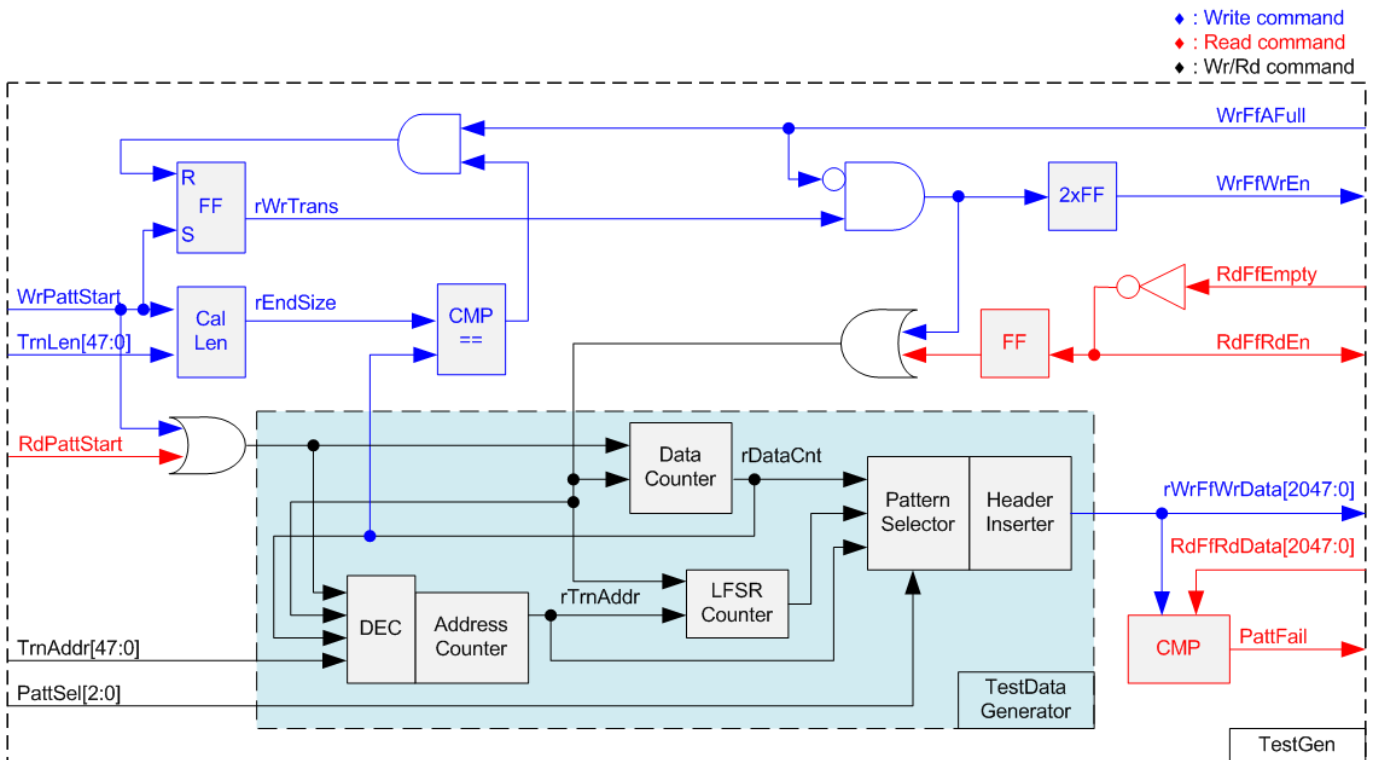 ♦ : Write command
♦ : Read command
♦ : Wr/Rd command
WrFfAFull
R
FF
S
rWrTrans
2xFF
WrFfWrEn
WrPattStart
TrnLen[47:0]
Cal
Len
rEndSize
CMP
==
FF
RdFfEmpty
RdFfRdEn
RdPattStart
Data
Counter
rDataCnt
Pattern
Selector
Header
Inserter
rWrFfWrData[2047:0]
RdFfRdData[2047:0]
DEC
Address
Counter
rTrnAddr
LFSR
Counter
CMP
PattFail
TrnAddr[47:0]
PattSel[2:0]
TestData
Generator
TestGen